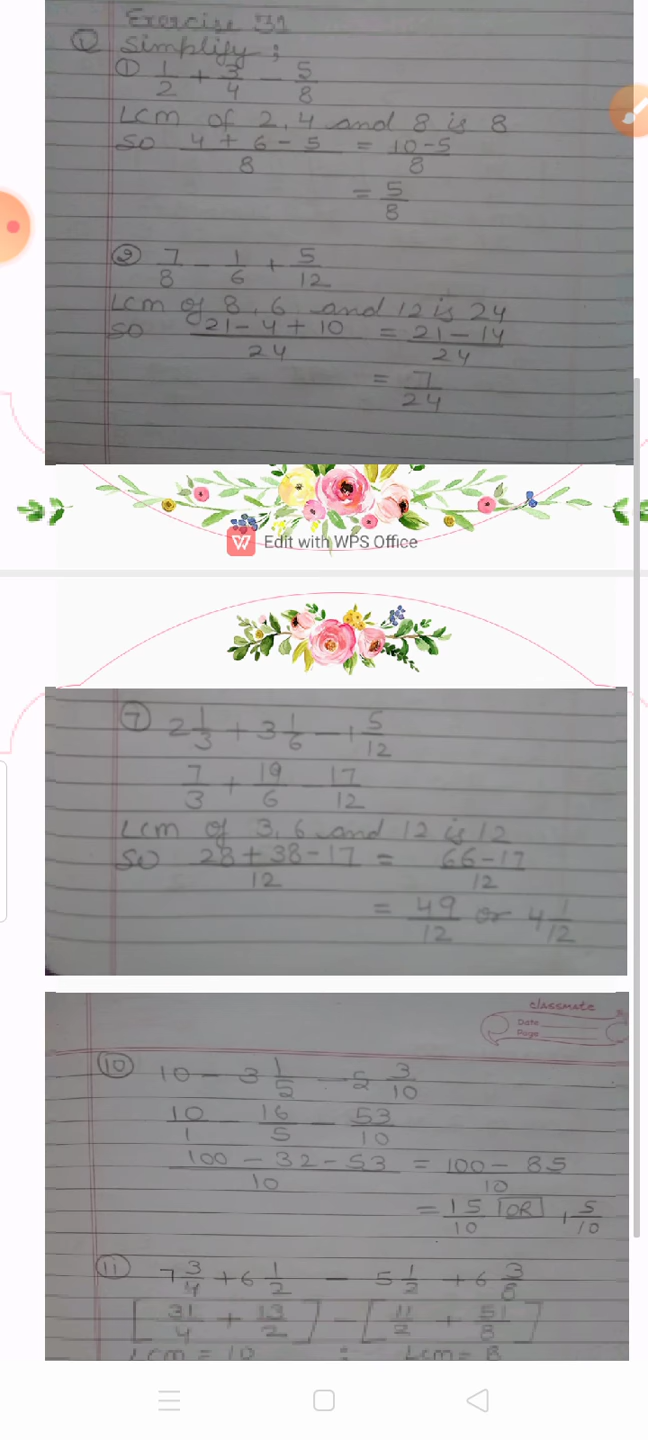 Exercise 31
① Simplify ;
① 1/2 + 3/4 - 5/8
LCM of 2, 4 and 8 is 8
SO (4 + 6 - 5)/8 = (10-5)/8
= 5/8
② 7/8 - 1/6 + 5/12
LCM of 8, 6 and 12 is 24
SO (21 - 4 + 10)/24 = (21 - 14)/24
= 7/24
Edit with WPS Office
⑦ 2 1/3 + 3 1/6 - 1 5/12
7/3 + 19/6 - 17/12
LCM of 3, 6 and 12 is 12
SO (28 + 38 - 17)/12 = (66 - 17)/12
= 49/12 or 4 1/12
classmate
Date
Page
⑩ 10 - 3 1/5 - 5 3/10
10/1 - 16/5 - 53/10
(100 - 32 - 53)/10 = (100 - 85)/10
= 15/10 OR 1 5/10
⑪ 7 3/4 + 6 1/2 - 5 1/2 + 6 3/8
[31/4 + 13/2] - [11/2 + 51/8]
Lcm = 10 : Lcm = 8